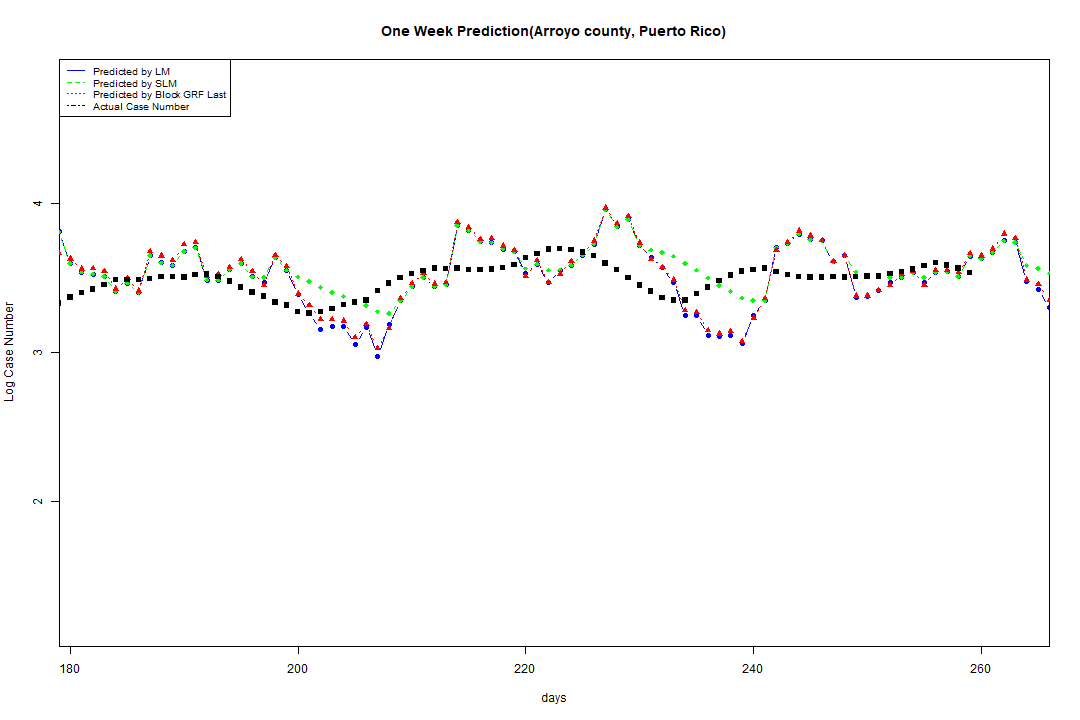 One Week Prediction(Arroyo county, Puerto Rico)
Predicted by LM
Predicted by SLM
Predicted by Block GRF Last
Actual Case Number
Log Case Number
4
3
2
180 200 220 240 260
days